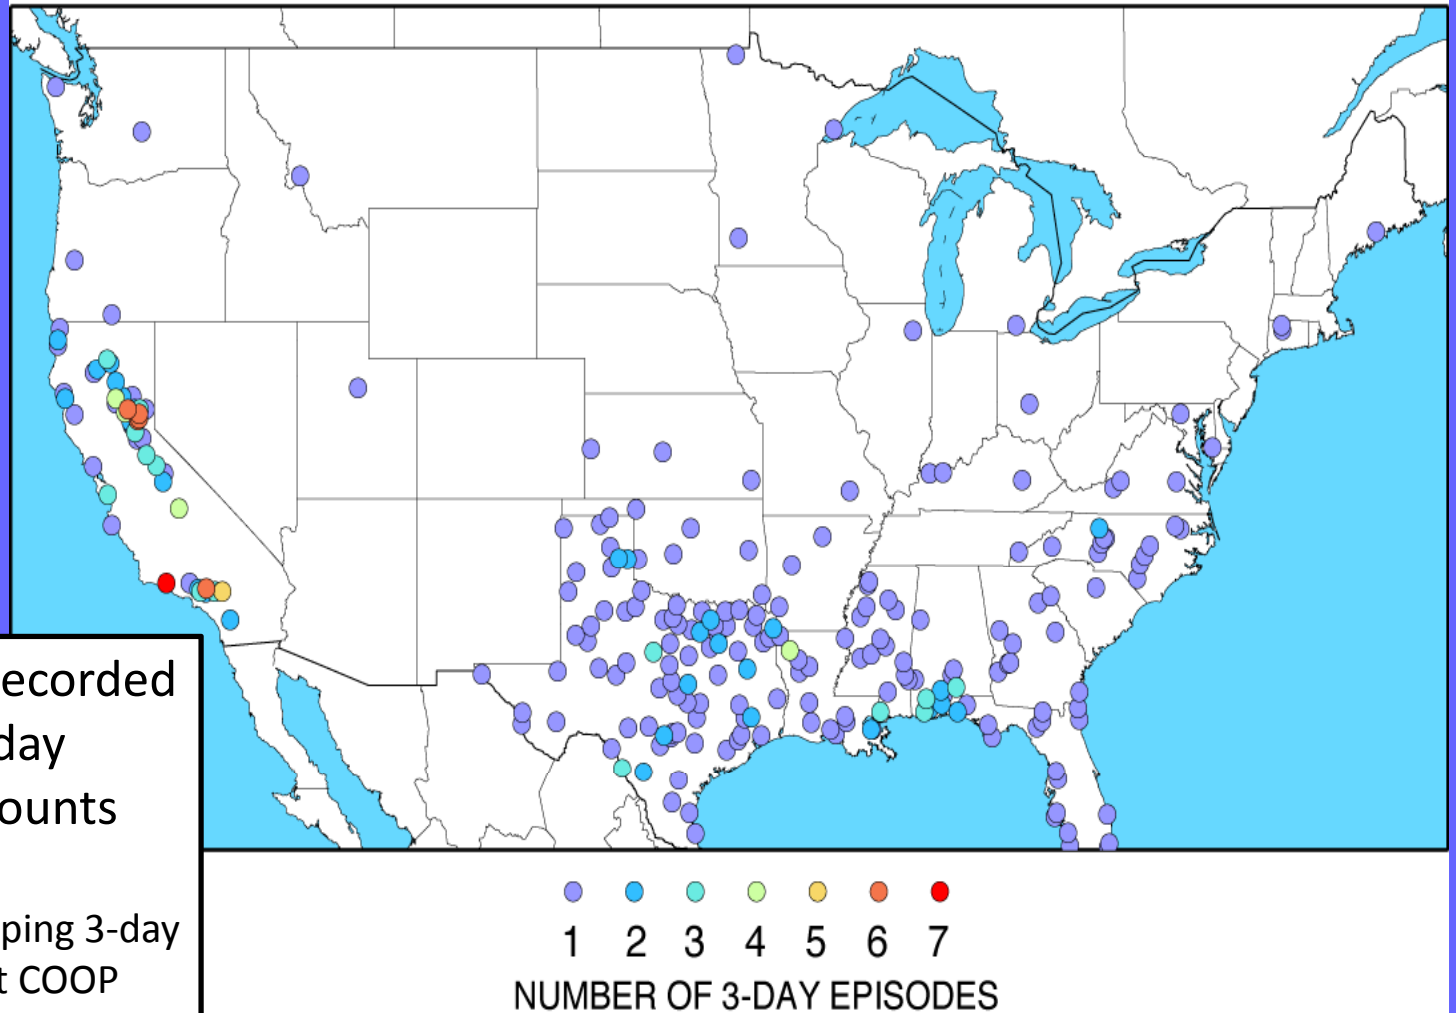 ecorded
day
ounts
ping 3-day
t COOP
1 2 3 4 5 6 7
NUMBER OF 3-DAY EPISODES